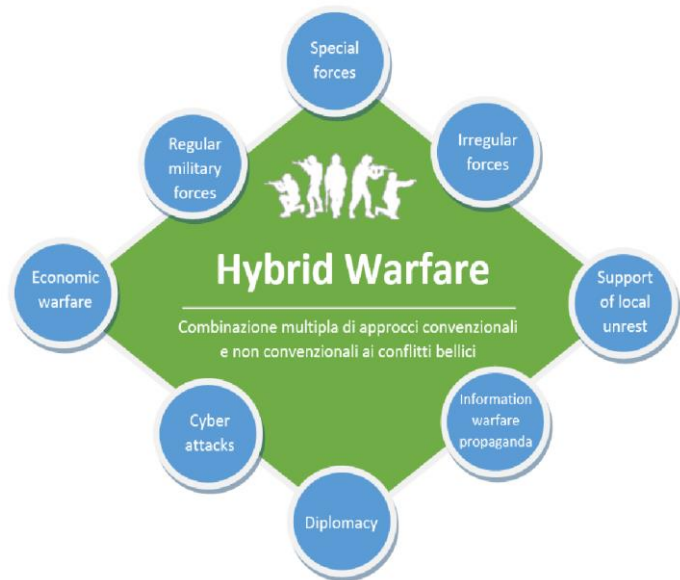 Special
forces
Regular
military
forces
Irregular
forces
Hybrid Warfare
Economic
warfare
Support
of local
unrest
Combinazione multipla di approcci convenzionali
e non convenzionali ai conflitti bellici
Cyber
attacks
Information
warfare
propaganda
Diplomacy